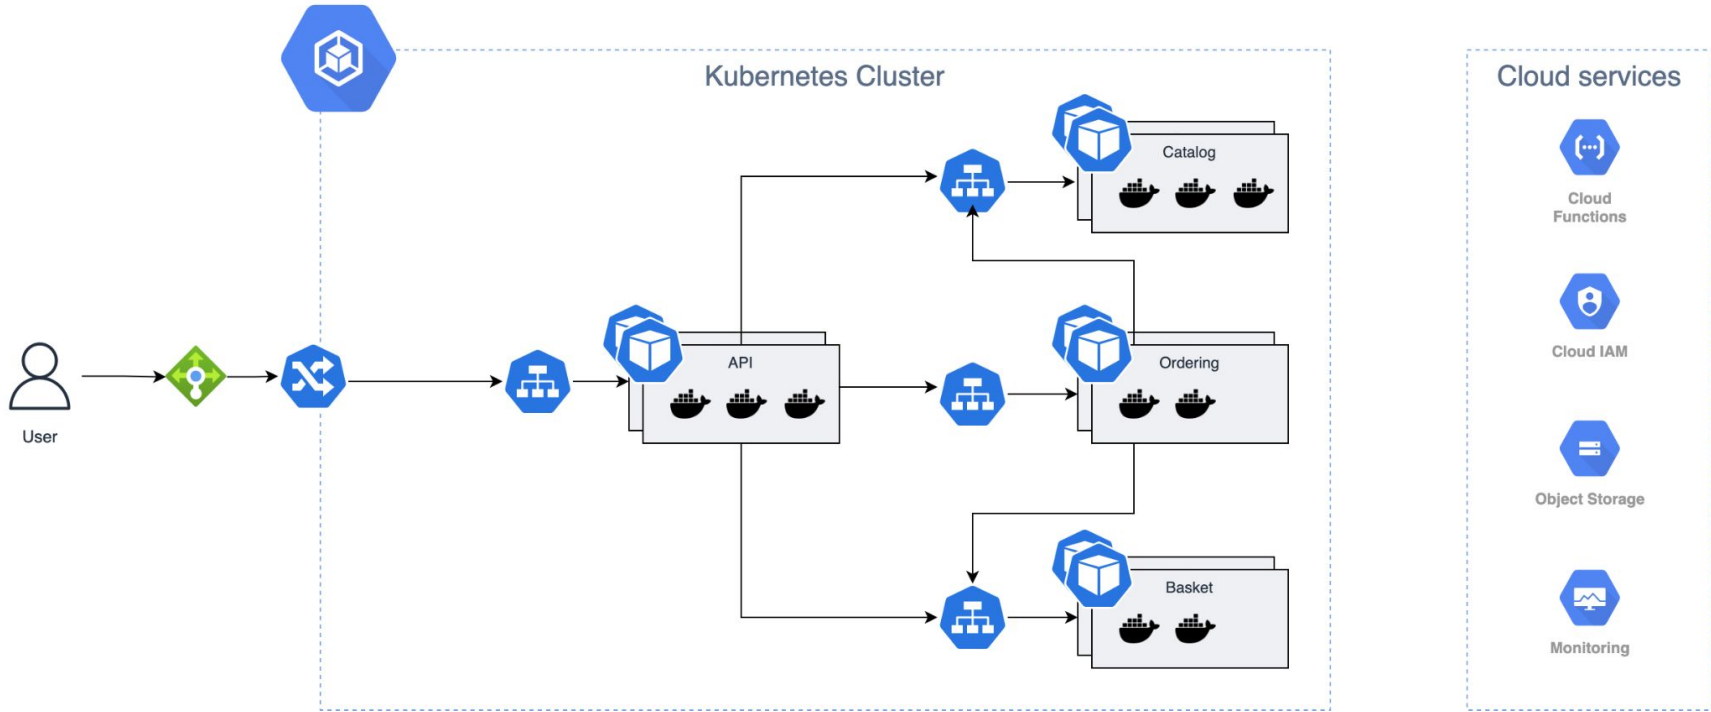 Kubernetes Cluster
Cloud services
Catalog
Cloud
Functions
API
Ordering
Cloud IAM
User
Object Storage
Basket
Monitoring